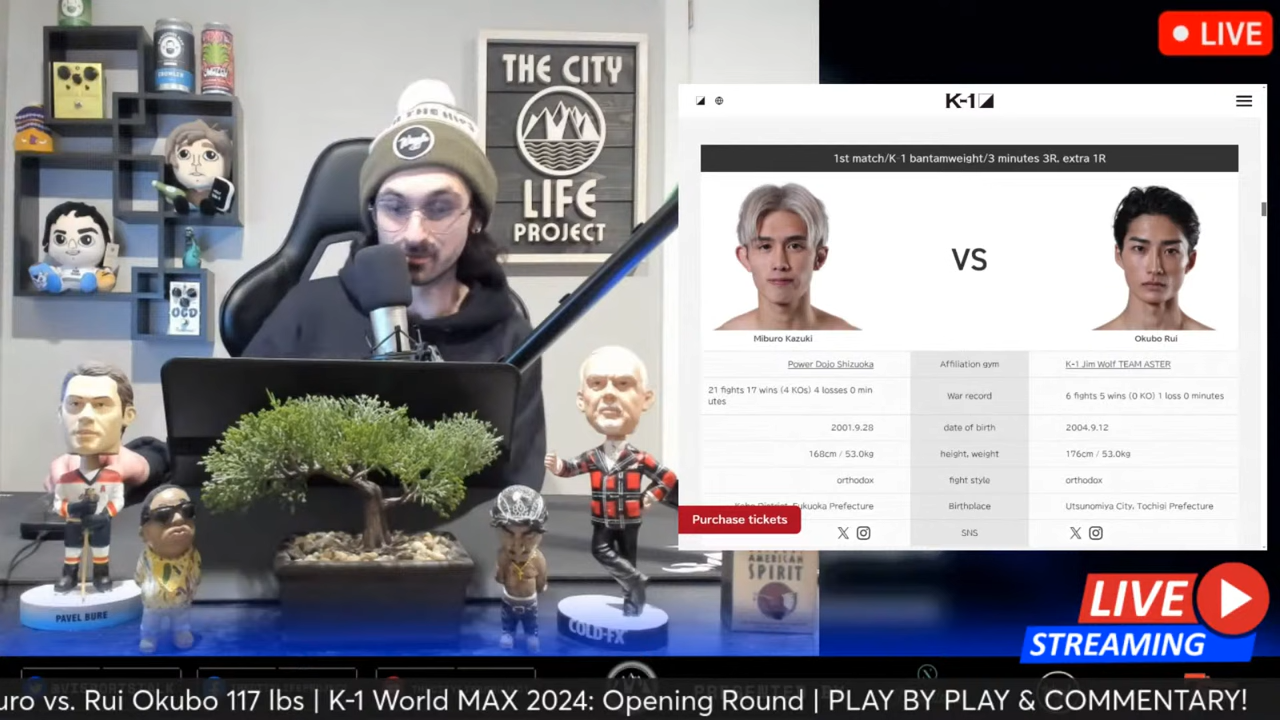 LIVE
THE CITY
LIFE
PROJECT
OCD
K-1
1st match/K-1 bantamweight/3 minutes 3R, extra 1R
VS
Miburo Kazuki
Okubo Rui
Power Dojo Shizuoka
Affiliation gym
K-1 Jim Wolf TEAM ASTER
21 fights 17 wins (4 KOs) 4 losses 0 min
utes
War record
6 fights 5 wins (0 KO) 1 loss 0 minutes
2001.9.28
date of birth
2004.9.12
168cm / 53.0kg
height, weight
176cm / 53.0kg
orthodox
fight style
orthodox
Fukuoka Prefecture
Birthplace
Utsunomiya City, Tochigi Prefecture
Purchase tickets
SNS
AMERICAN
SPIRIT
PAVEL BURE
COLD-FX
LIVE
STREAMING
uro vs. Rui Okubo 117 lbs | K-1 World MAX 2024: Opening Round | PLAY BY PLAY & COMMENTARY!